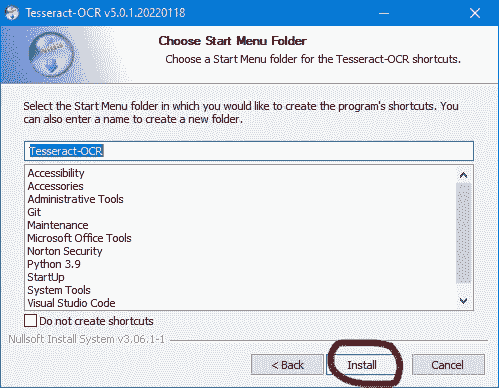 Tesseract-OCR v5.0.1.20220118
Choose Start Menu Folder
Choose a Start Menu folder for the Tesseract-OCR shortcuts.
Select the Start Menu folder in which you would like to create the program's shortcuts. You
can also enter a name to create a new folder.
Tesseract-OCR
Accessibility
Accessories
Administrative Tools
Git
Maintenance
Microsoft Office Tools
Norton Security
Python 3.9
StartUp
System Tools
Visual Studio Code
Do not create shortcuts
Nullsoft Install System v3.06.1-1
< Back Install Cancel